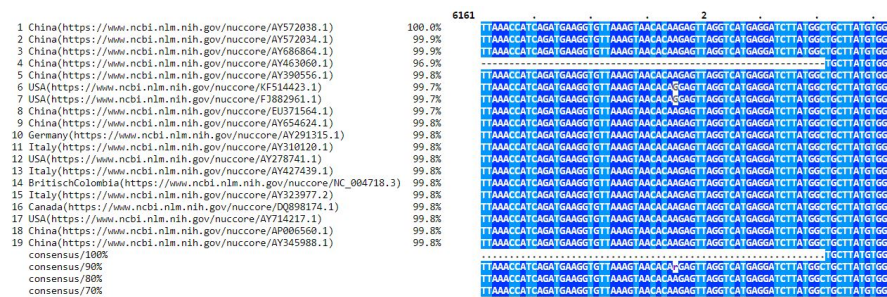 6161 . . . 2 . . .
1 China(https://www.ncbi.nlm.nih.gov/nuccore/AY572038.1) 100.0% TTAAACCATCAGATGAAGGTGTTAAAGTAACACAAGAGTTAGGTCATGAGGATCTTATGGCTGCTTATGTGG
2 China(https://www.ncbi.nlm.nih.gov/nuccore/AY572034.1) 99.9% TTAAACCATCAGATGAAGGTGTTAAAGTAACACAAGAGTTAGGTCATGAGGATCTTATGGCTGCTTATGTGG
3 China(https://www.ncbi.nlm.nih.gov/nuccore/AY686864.1) 99.9% TTAAACCATCAGATGAAGGTGTTAAAGTAACACAAGAGTTAGGTCATGAGGATCTTATGGCTGCTTATGTGG
4 China(https://www.ncbi.nlm.nih.gov/nuccore/AY463060.1) 96.9% -------------------------------------------------------------TGCTTATGTGG
5 China(https://www.ncbi.nlm.nih.gov/nuccore/AY390556.1) 99.8% TTAAACCATCAGATGAAGGTGTTAAAGTAACACAAGAGTTAGGTCATGAGGATCTTATGGCTGCTTATGTGG
6 USA(https://www.ncbi.nlm.nih.gov/nuccore/KF514423.1) 99.7% TTAAACCATCAGATGAAGGTGTTAAAGTAACACAGGAGTTAGGTCATGAGGATCTTATGGCTGCTTATGTGG
7 USA(https://www.ncbi.nlm.nih.gov/nuccore/FJ882961.1) 99.7% TTAAACCATCAGATGAAGGTGTTAAAGTAACACAGGAGTTAGGTCATGAGGATCTTATGGCTGCTTATGTGG
8 China(https://www.ncbi.nlm.nih.gov/nuccore/EU371564.1) 99.7% TTAAACCATCAGATGAAGGTGTTAAAGTAACACAAGAGTTAGGTCATGAGGATCTTATGGCTGCTTATGTGG
9 China(https://www.ncbi.nlm.nih.gov/nuccore/AY654624.1) 99.8% TTAAACCATCAGATGAAGGTGTTAAAGTAACACAAGAGTTAGGTCATGAGGATCTTATGGCTGCTTATGTGG
10 Germany(https://www.ncbi.nlm.nih.gov/nuccore/AY291315.1) 99.8% TTAAACCATCAGATGAAGGTGTTAAAGTAACACAAGAGTTAGGTCATGAGGATCTTATGGCTGCTTATGTGG
11 Italy(https://www.ncbi.nlm.nih.gov/nuccore/AY310120.1) 99.8% TTAAACCATCAGATGAAGGTGTTAAAGTAACACAAGAGTTAGGTCATGAGGATCTTATGGCTGCTTATGTGG
12 USA(https://www.ncbi.nlm.nih.gov/nuccore/AY278741.1) 99.8% TTAAACCATCAGATGAAGGTGTTAAAGTAACACAAGAGTTAGGTCATGAGGATCTTATGGCTGCTTATGTGG
13 Italy(https://www.ncbi.nlm.nih.gov/nuccore/AY427439.1) 99.8% TTAAACCATCAGATGAAGGTGTTAAAGTAACACAAGAGTTAGGTCATGAGGATCTTATGGCTGCTTATGTGG
14 BritischColombia(https://www.ncbi.nlm.nih.gov/nuccore/NC_004718.3) 99.8% TTAAACCATCAGATGAAGGTGTTAAAGTAACACAAGAGTTAGGTCATGAGGATCTTATGGCTGCTTATGTGG
15 Italy(https://www.ncbi.nlm.nih.gov/nuccore/AY323977.2) 99.8% TTAAACCATCAGATGAAGGTGTTAAAGTAACACAAGAGTTAGGTCATGAGGATCTTATGGCTGCTTATGTGG
16 Canada(https://www.ncbi.nlm.nih.gov/nuccore/DQ898174.1) 99.8% TTAAACCATCAGATGAAGGTGTTAAAGTAACACAAGAGTTAGGTCATGAGGATCTTATGGCTGCTTATGTGG
17 USA(https://www.ncbi.nlm.nih.gov/nuccore/AY714217.1) 99.8% TTAAACCATCAGATGAAGGTGTTAAAGTAACACAAGAGTTAGGTCATGAGGATCTTATGGCTGCTTATGTGG
18 China(https://www.ncbi.nlm.nih.gov/nuccore/AP006560.1) 99.8% TTAAACCATCAGATGAAGGTGTTAAAGTAACACAAGAGTTAGGTCATGAGGATCTTATGGCTGCTTATGTGG
19 China(https://www.ncbi.nlm.nih.gov/nuccore/AY345988.1) 99.8% TTAAACCATCAGATGAAGGTGTTAAAGTAACACAAGAGTTAGGTCATGAGGATCTTATGGCTGCTTATGTGG
consensus/100% .............................................................TGCTTATGTGG
consensus/90% TTAAACCATCAGATGAAGGTGTTAAAGTAACACArGAGTTAGGTCATGAGGATCTTATGGCTGCTTATGTGG
consensus/80% TTAAACCATCAGATGAAGGTGTTAAAGTAACACAAGAGTTAGGTCATGAGGATCTTATGGCTGCTTATGTGG
consensus/70% TTAAACCATCAGATGAAGGTGTTAAAGTAACACAAGAGTTAGGTCATGAGGATCTTATGGCTGCTTATGTGG